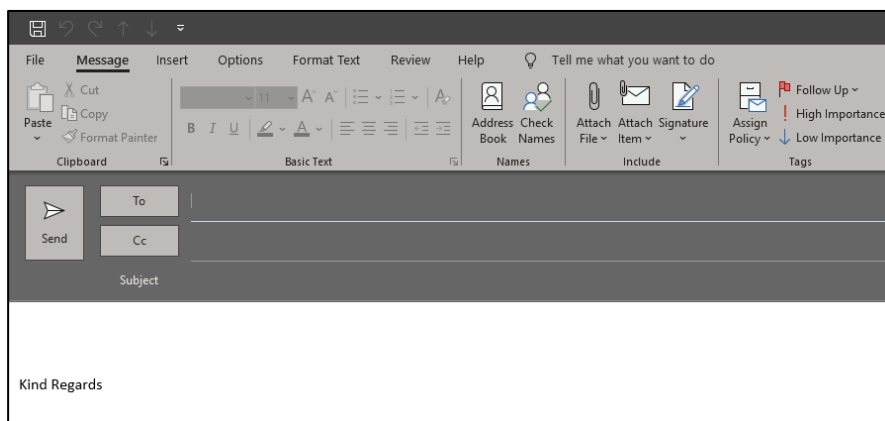 File Message Insert Options Format Text Review Help Tell me what you want to do
Paste
Cut
Copy
Format Painter
Clipboard
11
A A
B I U A
Basic Text
Address Book
Check Names
Names
Attach File
Attach Item
Signature
Include
Assign Policy
Follow Up
High Importance
Low Importance
Tags
Send
To
Cc
Subject
Kind Regards